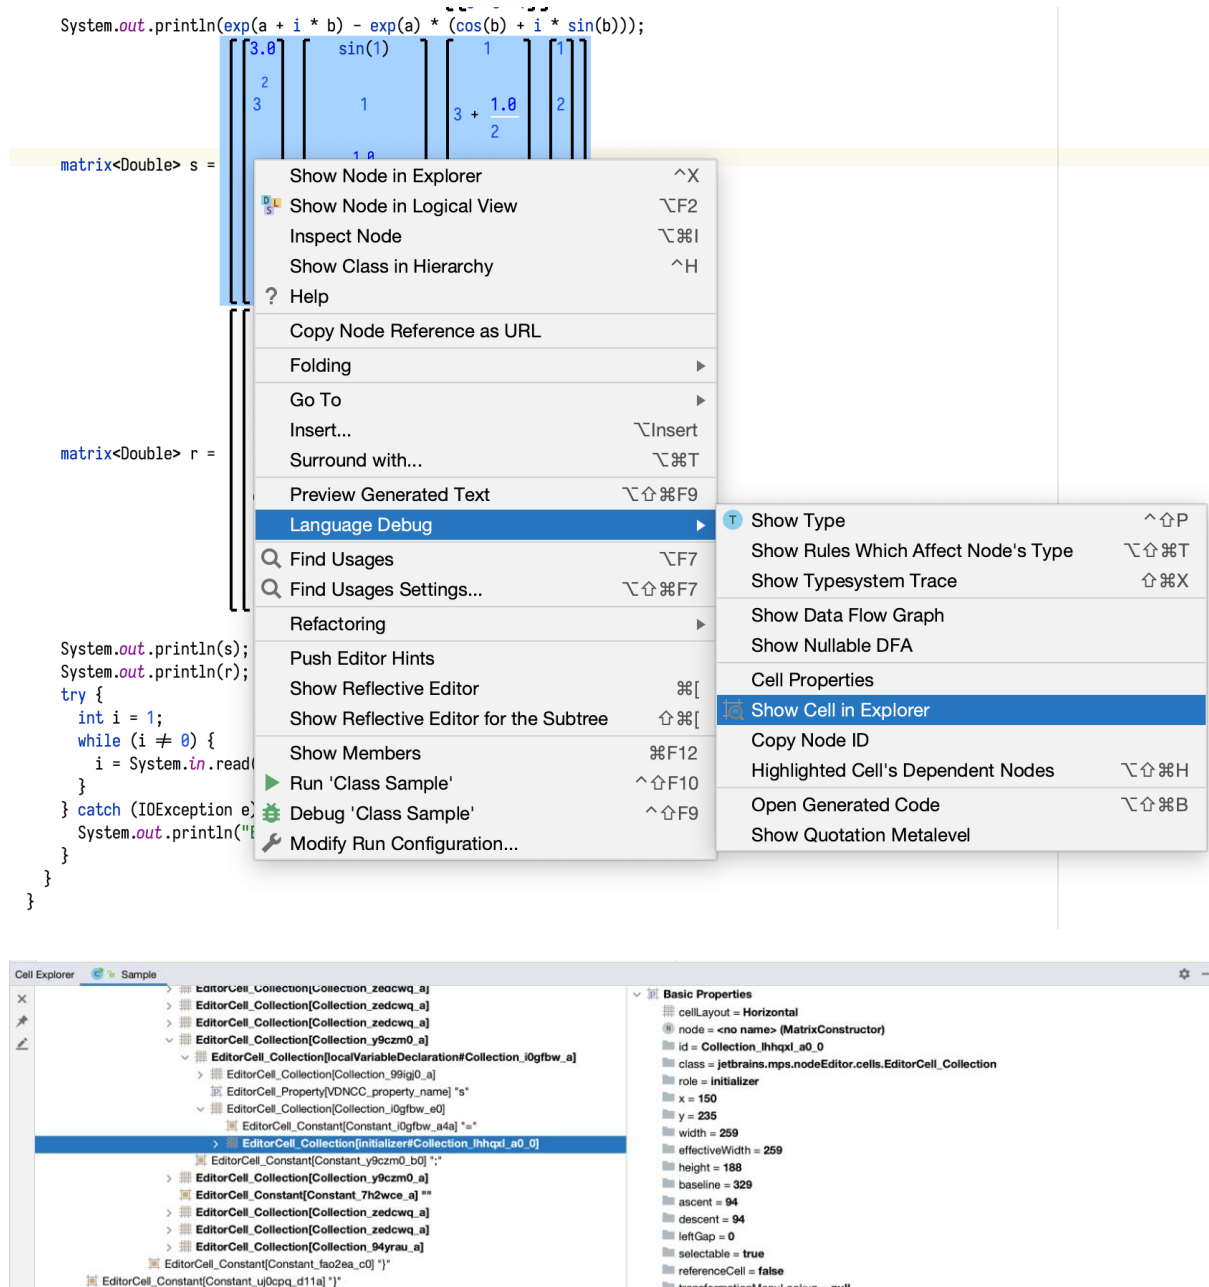 System.out.println(exp(a + i * b) - exp(a) * (cos(b) + i * sin(b)));
3.0 sin(1) 1 1
2
3 1 3 + 1.0 2
2
1.0
matrix<Double> s =
Show Node in Explorer ^X
Show Node in Logical View ⌥F2
Inspect Node ⌥⌘I
Show Class in Hierarchy ^H
? Help
Copy Node Reference as URL
Folding
Go To
Insert... ⌥Insert
Surround with... ⌥⌘T
matrix<Double> r =
Preview Generated Text ⌥⇧⌘F9
Language Debug
Find Usages ⌥F7
Find Usages Settings... ⌥⇧⌘F7
Refactoring
Push Editor Hints
Show Reflective Editor ⌘[
Show Reflective Editor for the Subtree ⇧⌘[
Show Members ⌘F12
Run 'Class Sample' ^⇧F10
Debug 'Class Sample' ^⇧F9
Modify Run Configuration...
T Show Type ^⇧P
Show Rules Which Affect Node's Type ⌥⇧⌘T
Show Typesystem Trace ⇧⌘X
Show Data Flow Graph
Show Nullable DFA
Cell Properties
Show Cell in Explorer
Copy Node ID
Highlighted Cell's Dependent Nodes ⌥⇧⌘H
Open Generated Code ⌥⇧⌘B
Show Quotation Metalevel
System.out.println(s);
System.out.println(r);
try {
int i = 1;
while (i ≠ 0) {
i = System.in.read(
}
} catch (IOException e)
System.out.println("E
}
}
}
Cell Explorer Sample
EditorCell_Collection[Collection_zedcwq_a]
EditorCell_Collection[Collection_zedcwq_a]
EditorCell_Collection[Collection_zedcwq_a]
EditorCell_Collection[Collection_y9czm0_a]
EditorCell_Collection[localVariableDeclaration#Collection_i0gfbw_a]
EditorCell_Collection[Collection_99igj0_a]
EditorCell_Property[VDNCC_property_name] "s"
EditorCell_Collection[Collection_i0gfbw_e0]
EditorCell_Constant[Constant_i0gfbw_a4a] "="
EditorCell_Collection[initializer#Collection_lhhqxl_a0_0]
EditorCell_Constant[Constant_y9czm0_b0] ";"
EditorCell_Collection[Collection_y9czm0_a]
EditorCell_Constant[Constant_7h2wce_a] ""
EditorCell_Collection[Collection_zedcwq_a]
EditorCell_Collection[Collection_zedcwq_a]
EditorCell_Collection[Collection_94yrau_a]
EditorCell_Constant[Constant_fao2ea_c0] "}"
EditorCell_Constant[Constant_uj0cpq_d11a] "}"
Basic Properties
cellLayout = Horizontal
node = <no name> (MatrixConstructor)
id = Collection_lhhqxl_a0_0
class = jetbrains.mps.nodeEditor.cells.EditorCell_Collection
role = initializer
x = 150
y = 235
width = 259
effectiveWidth = 259
height = 188
baseline = 329
ascent = 94
descent = 94
leftGap = 0
selectable = true
referenceCell = false